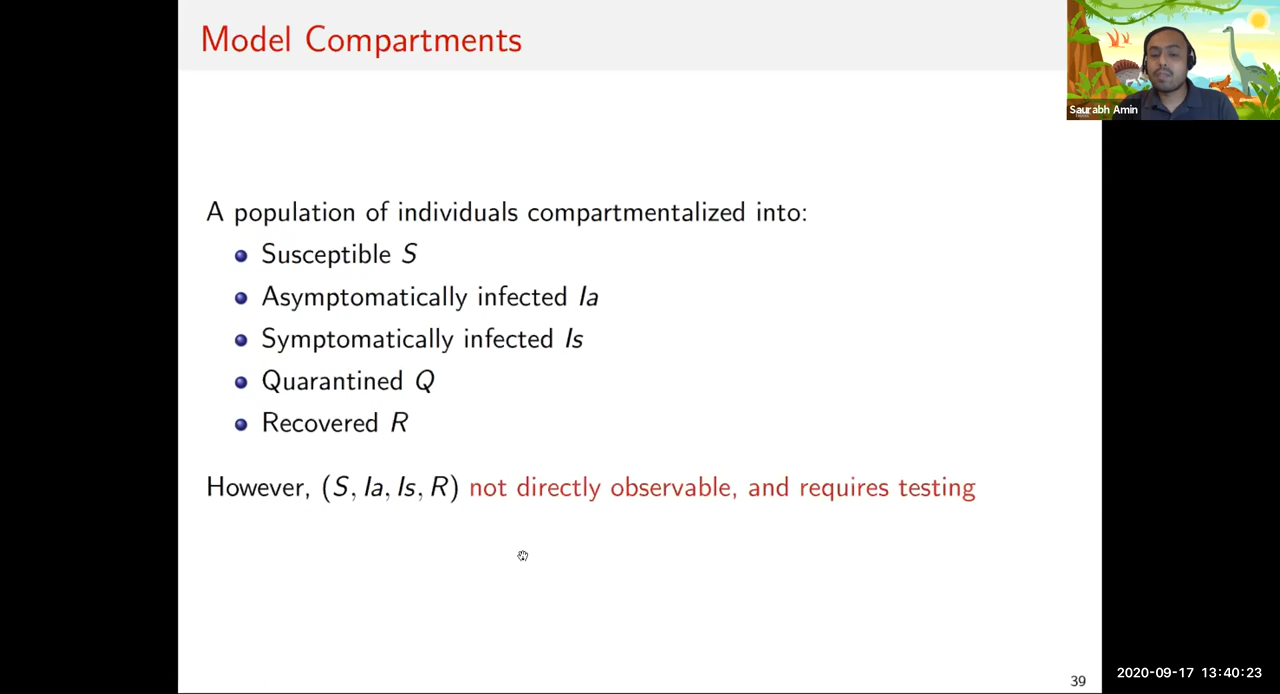 Model Compartments
Saurabh Amin
A population of individuals compartmentalized into:
Susceptible S
Asymptomatically infected Ia
Symptomatically infected Is
Quarantined Q
Recovered R
However, (S, Ia, Is, R) not directly observable, and requires testing
39
2020-09-17 13:40:23